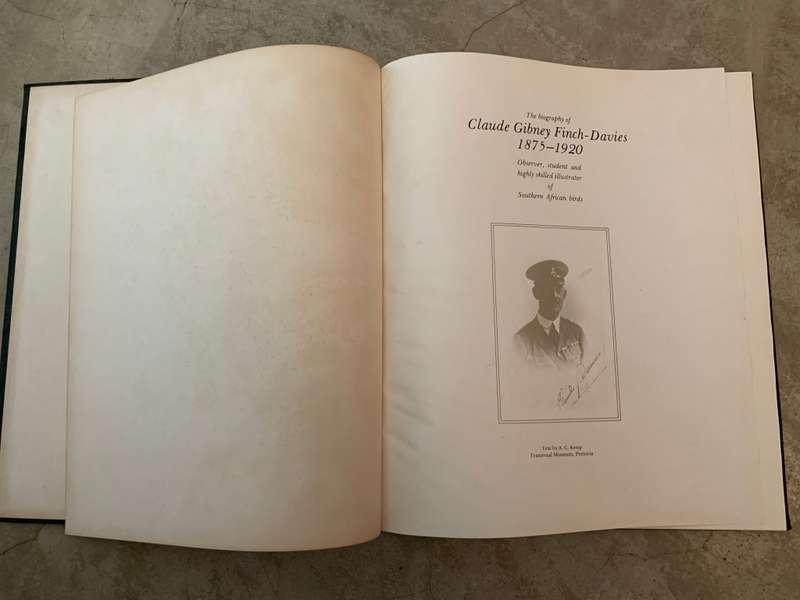 The biography of
Claude Gibney Finch-Davies
1875–1920
Observer, student and
highly skilled illustrator
of
Southern African birds
Text by A. C. Kemp
Transvaal Museum, Pretoria